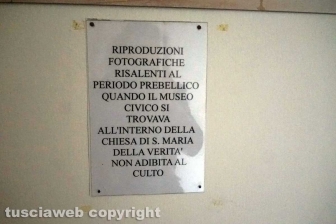 RIPRODUZIONI
FOTOGRAFICHE
RISALENTI AL
PERIODO PREBELLICO
QUANDO IL MUSEO
CIVICO SI
TROVAVA
ALL'INTERNO DELLA
CHIESA DI S. MARIA
DELLA VERITA'
NON ADIBITA AL
CULTO
tusciaweb copyright